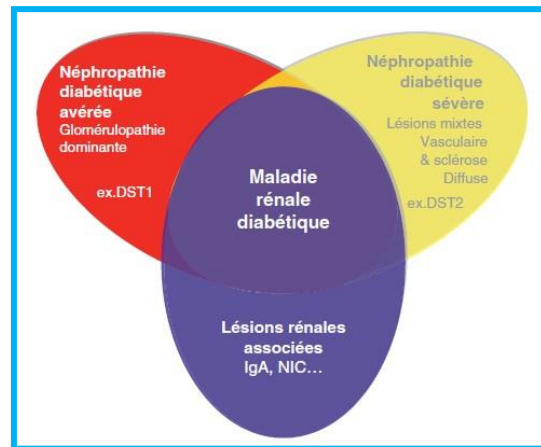 Néphropathie
diabétique
avérée
Glomérulopathie
dominante
ex.DST1
Néphropathie
diabétique
sévère
Lésions mixtes
Vasculaire
& sclérose
Diffuse
ex.DST2
Maladie
rénale
diabétique
Lésions rénales
associées
IgA, NIC...